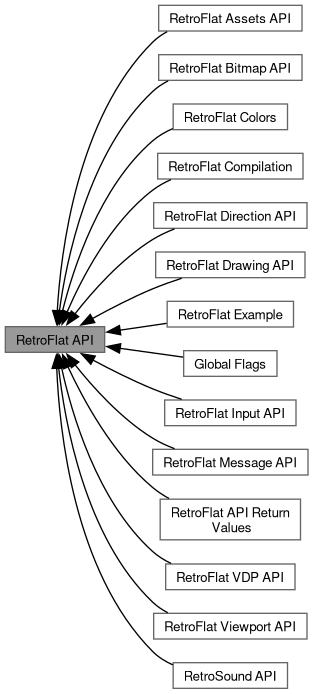 RetroFlat Assets API
RetroFlat Bitmap API
RetroFlat Colors
RetroFlat Compilation
RetroFlat Direction API
RetroFlat Drawing API
RetroFlat Example
RetroFlat API
Global Flags
RetroFlat Input API
RetroFlat Message API
RetroFlat API Return
Values
RetroFlat VDP API
RetroFlat Viewport API
RetroSound API